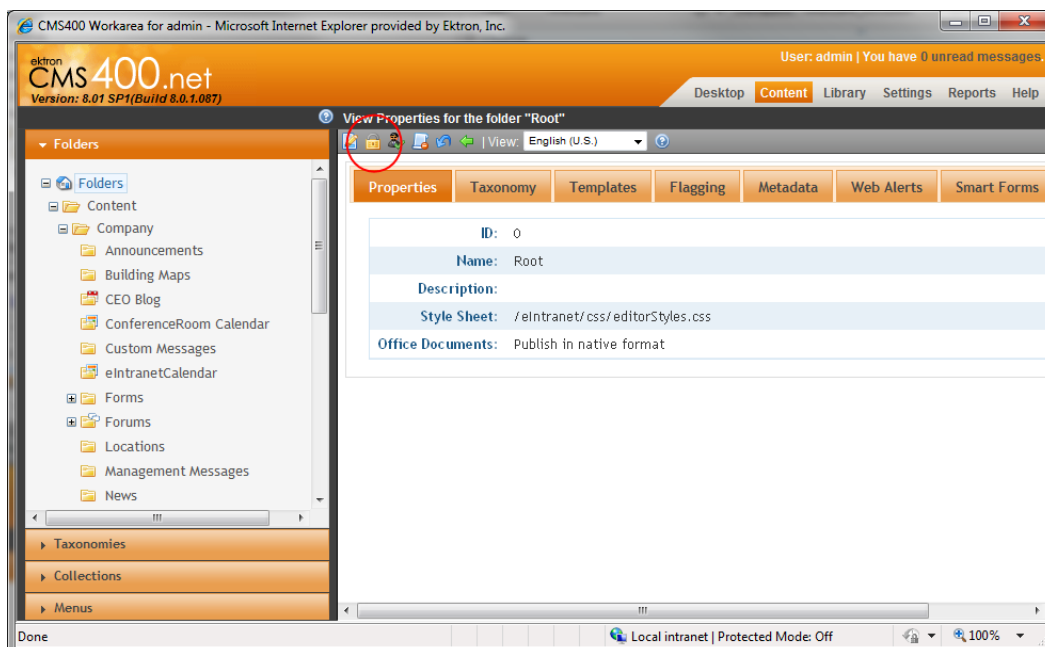 CMS400 Workarea for admin - Microsoft Internet Explorer provided by Ektron, Inc.
User: admin | You have 0 unread messages.
ektron
CMS400.net
Version: 8.01 SP1(Build 8.0.1.087)
Desktop Content Library Settings Reports Help
View Properties for the folder "Root"
Folders
| View: English (U.S.)
Properties Taxonomy Templates Flagging Metadata Web Alerts Smart Forms
Folders
Content
Company
Announcements
Building Maps
CEO Blog
ConferenceRoom Calendar
Custom Messages
eIntranetCalendar
Forms
Forums
Locations
Management Messages
News
ID: 0
Name: Root
Description:
Style Sheet: /eIntranet/css/editorStyles.css
Office Documents: Publish in native format
Taxonomies
Collections
Menus
Done
Local intranet | Protected Mode: Off
100%